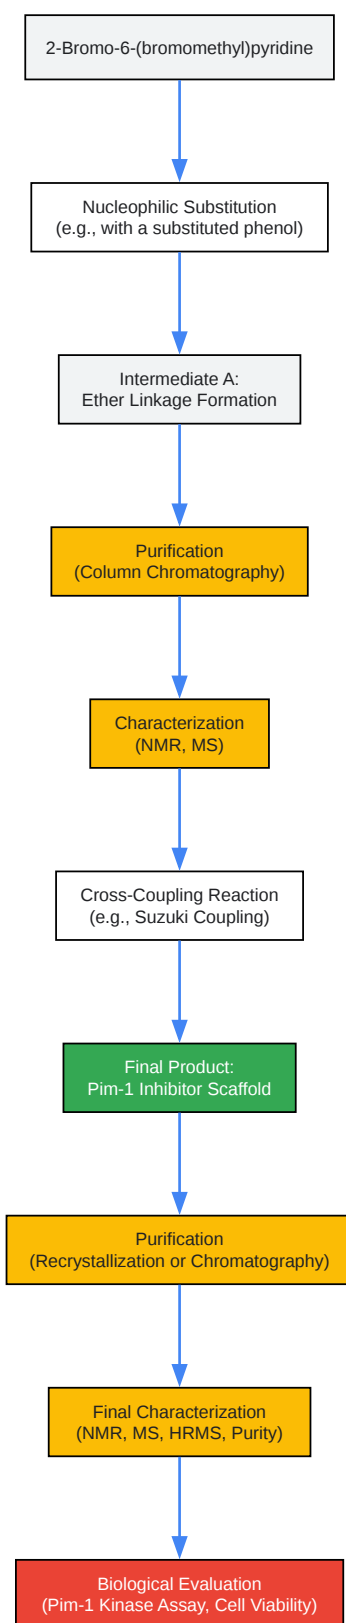 2-Bromo-6-(bromomethyl)pyridine
Nucleophilic Substitution
(e.g., with a substituted phenol)
Intermediate A:
Ether Linkage Formation
Purification
(Column Chromatography)
Characterization
(NMR, MS)
Cross-Coupling Reaction
(e.g., Suzuki Coupling)
Final Product:
Pim-1 Inhibitor Scaffold
Purification
(Recrystallization or Chromatography)
Final Characterization
(NMR, MS, HRMS, Purity)
Biological Evaluation
(Pim-1 Kinase Assay, Cell Viability)